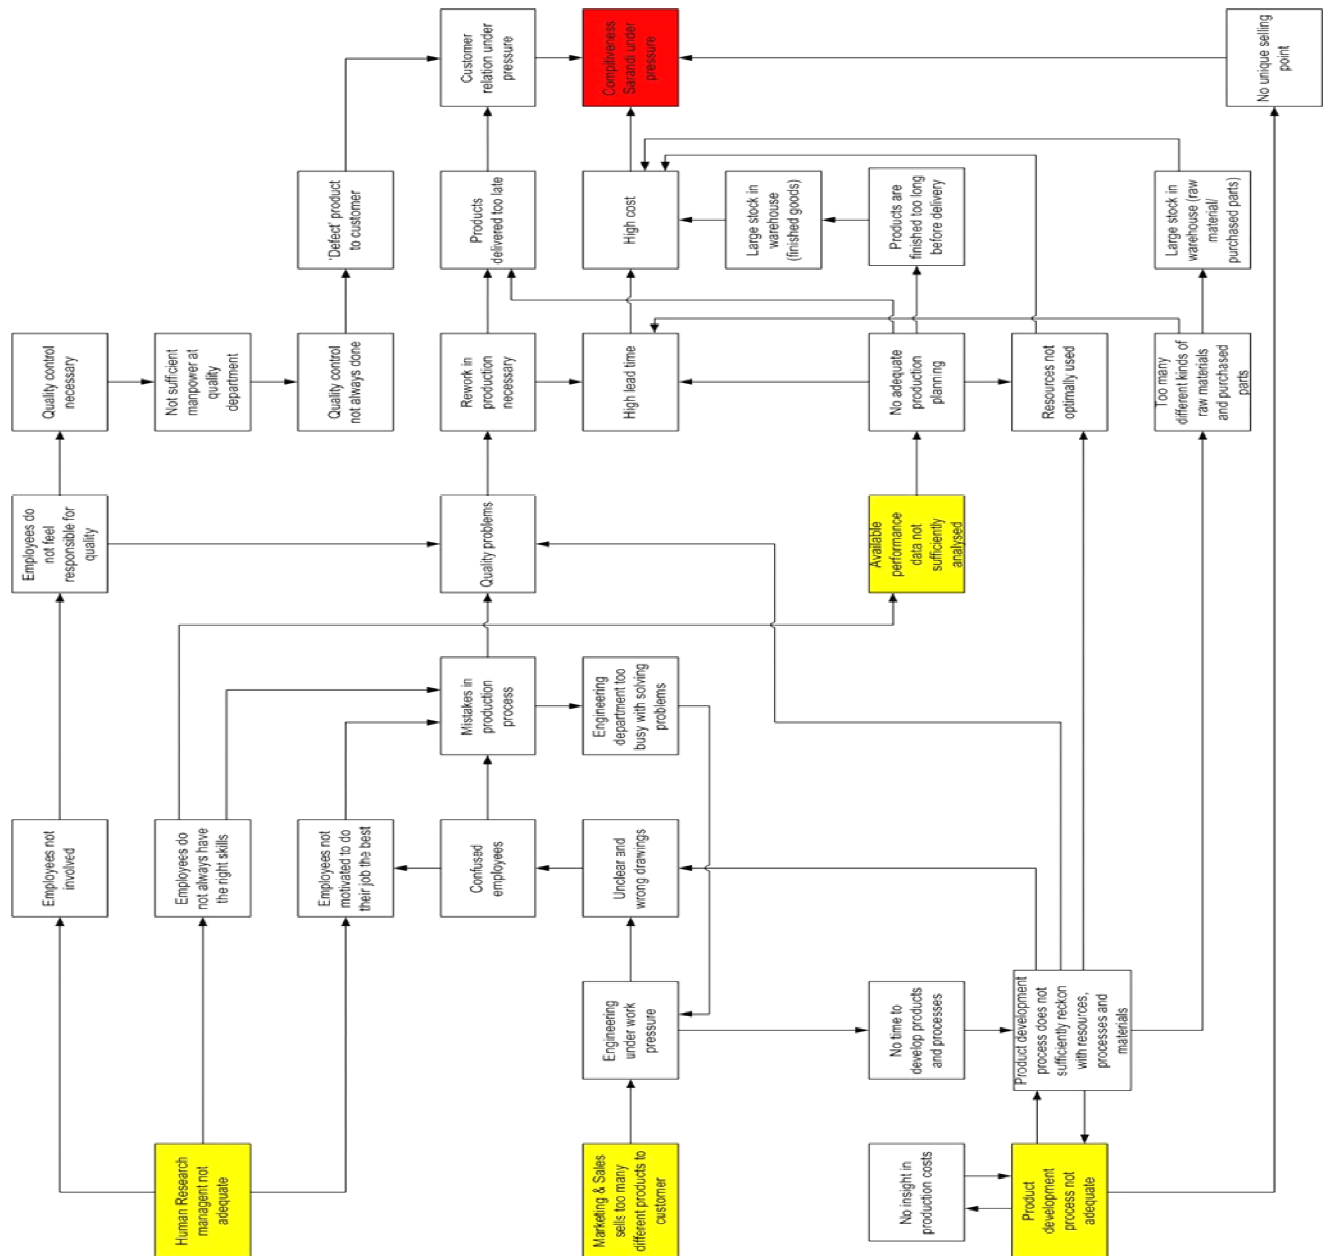 Quality control
necessary
Not sufficient
manpower at
quality
department
Quality control
not always done
'Defect' product
to customer
Customer
relation under
pressure
Compitiveness
Sarandi under
pressure
No unique selling
point
Products
delivered too late
High cost
Large stock in
warehouse
(finished goods)
Products are
finished too long
before delivery
Large stock in
warehouse (raw
material/
purchased parts)
Rework in
production
necessary
High lead time
No adequate
production
planning
Resources not
optimally used
Too many
different kinds of
raw materials
and purchased
parts
Employees do
not feel
responsible for
quality
Quality problems
Available
performance
data not
sufficiently
analysed
Mistakes in
production
process
Engineering
department too
busy with solving
problems
Employees not
involved
Employees do
not always have
the right skills
Employees not
motivated to do
their job the best
Confused
employees
Unclear and
wrong drawings
Engineering
under work
pressure
No time to
develop products
and processes
Product development
process does not
sufficiently reckon
with resources,
processes and
materials
Human Research
managent not
adequate
Marketing & Sales
sells too many
different products to
customer
No insight in
production costs
Product
development
process not
adequate